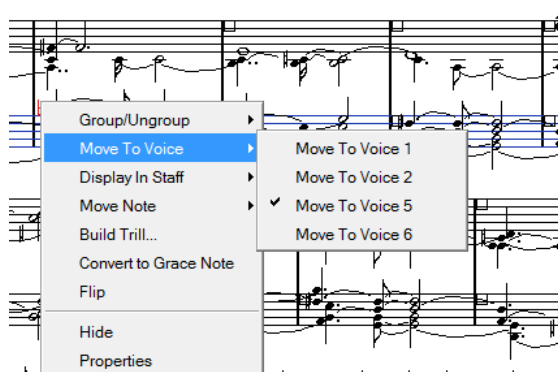 Group/Ungroup
Move To Voice
Display In Staff
Move Note
Build Trill...
Convert to Grace Note
Flip
Hide
Properties
Move To Voice 1
Move To Voice 2
Move To Voice 5
Move To Voice 6